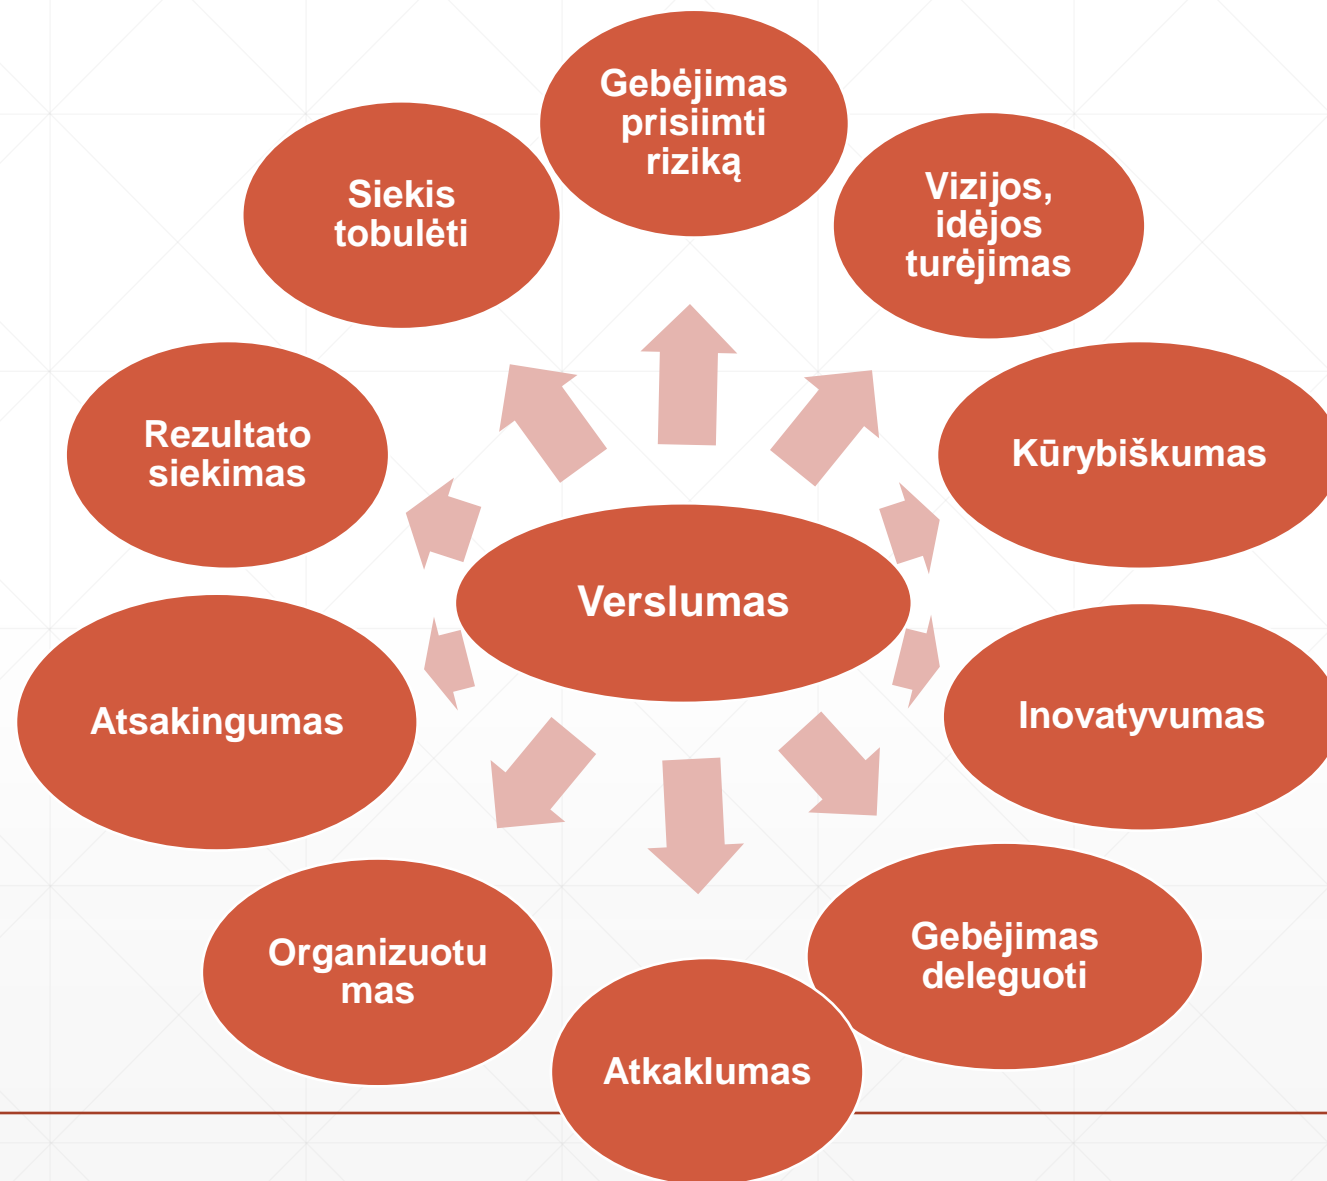 Gebėjimas
prisiimti
riziką
Vizijos,
idėjos
turėjimas
Kūrybiškumas
Inovatyvumas
Gebėjimas
deleguoti
Atkaklumas
Organizuotu
mas
Atsakingumas
Rezultato
siekimas
Siekis
tobulėti
Verslumas